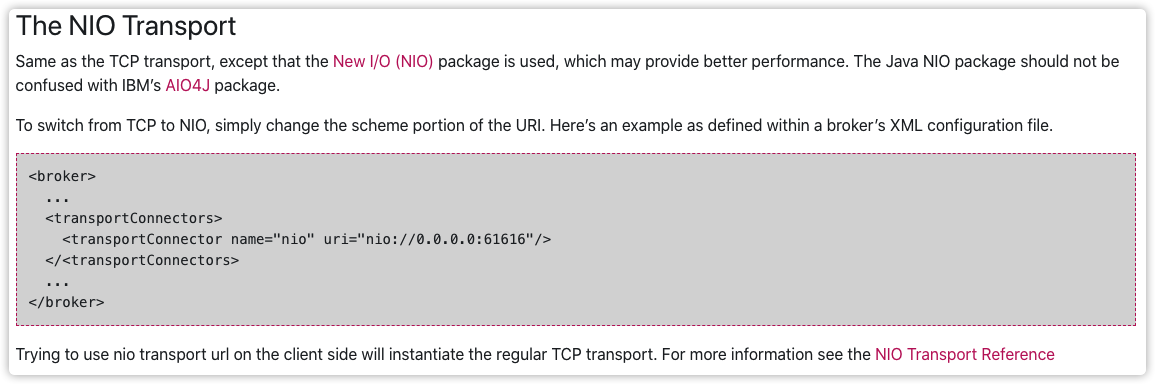 The NIO Transport
Same as the TCP transport, except that the New I/O (NIO) package is used, which may provide better performance. The Java NIO package should not be
confused with IBM’s AIO4J package.
To switch from TCP to NIO, simply change the scheme portion of the URI. Here’s an example as defined within a broker’s XML configuration file.
<broker>
  ...
  <transportConnectors>
    <transportConnector name="nio" uri="nio://0.0.0.0:61616"/>
  </<transportConnectors>
  ...
</broker>
Trying to use nio transport url on the client side will instantiate the regular TCP transport. For more information see the NIO Transport Reference